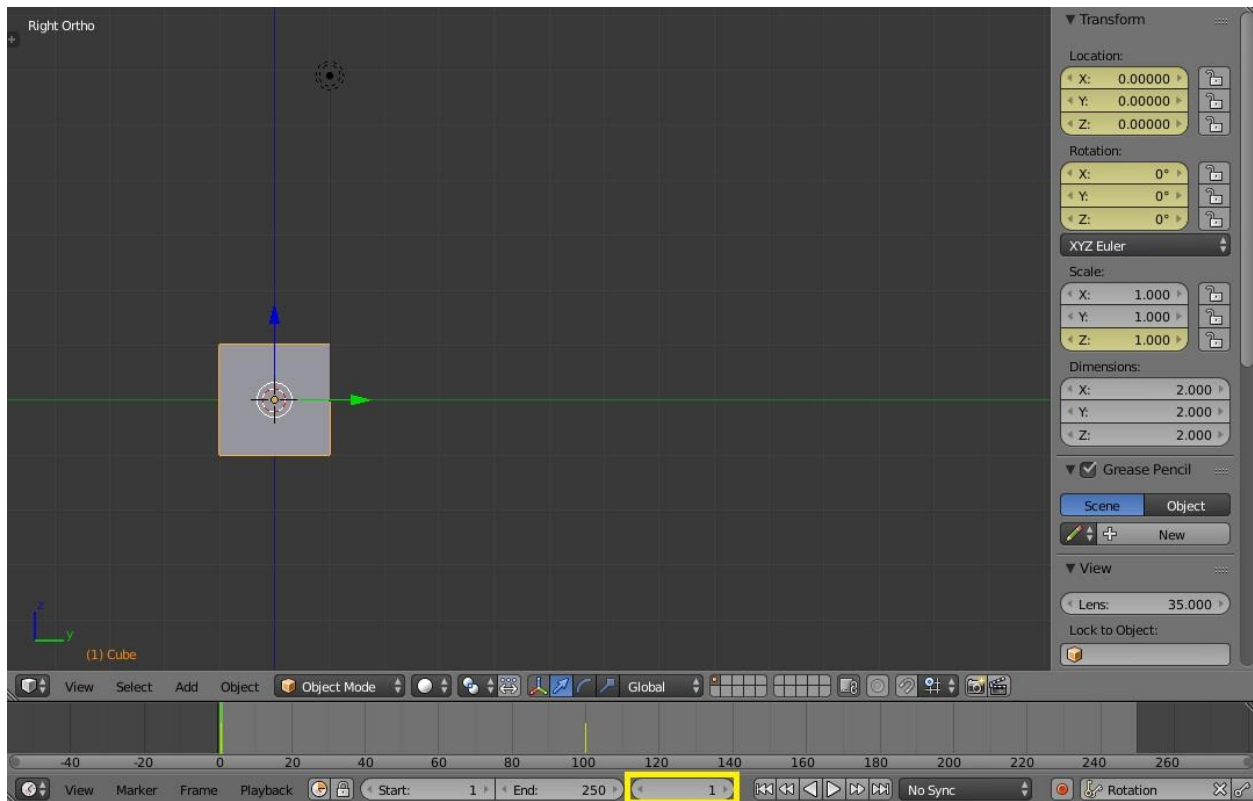 Right Ortho
Transform
Location:
X: 0.00000
Y: 0.00000
Z: 0.00000
Rotation:
X: 0°
Y: 0°
Z: 0°
XYZ Euler
Scale:
X: 1.000
Y: 1.000
Z: 1.000
Dimensions:
X: 2.000
Y: 2.000
Z: 2.000
Grease Pencil
Scene Object
New
View
Lens: 35.000
Lock to Object:
z
y
(1) Cube
View Select Add Object Object Mode Global
-40 -20 0 20 40 60 80 100 120 140 160 180 200 220 240 260
View Marker Frame Playback Start: 1 End: 250 1 No Sync Rotation